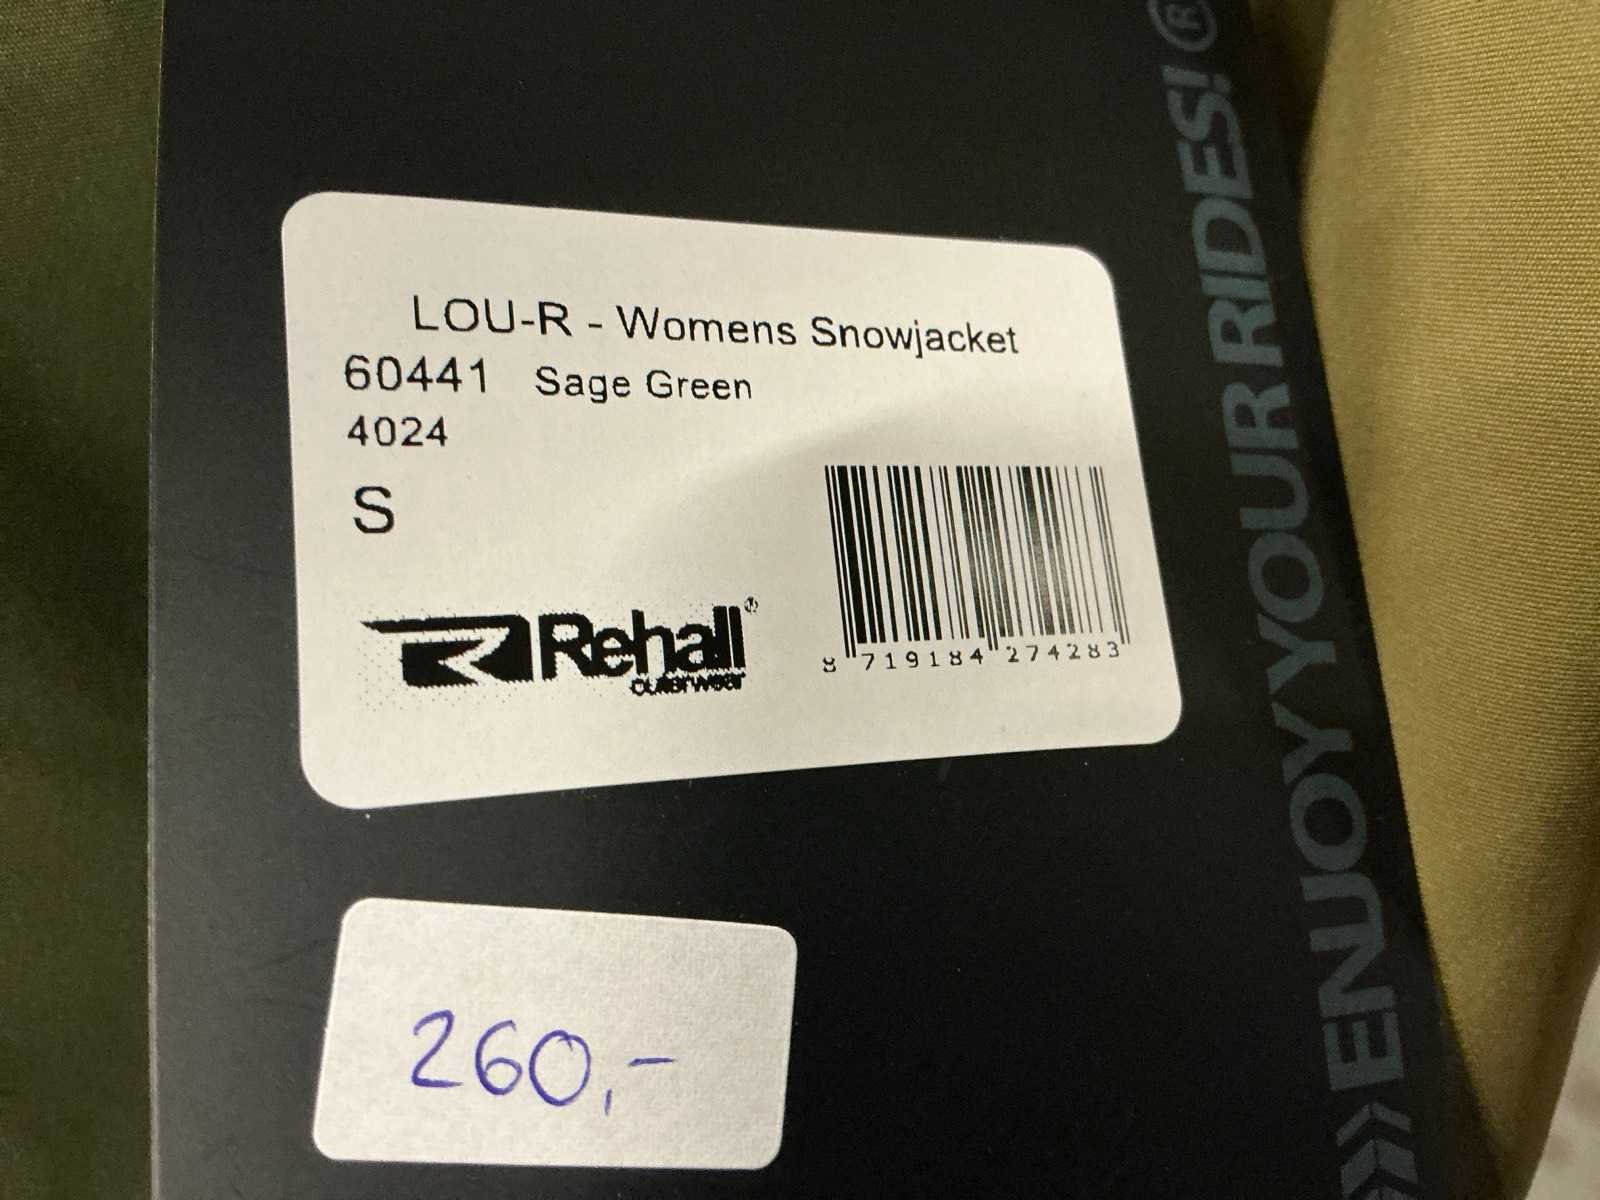 LOU-R - Womens Snowjacket
60441 Sage Green
4024
S
Rehall®
outerwear
8 719184 274283
260,-
>>> ENJOY YOUR RIDES!®